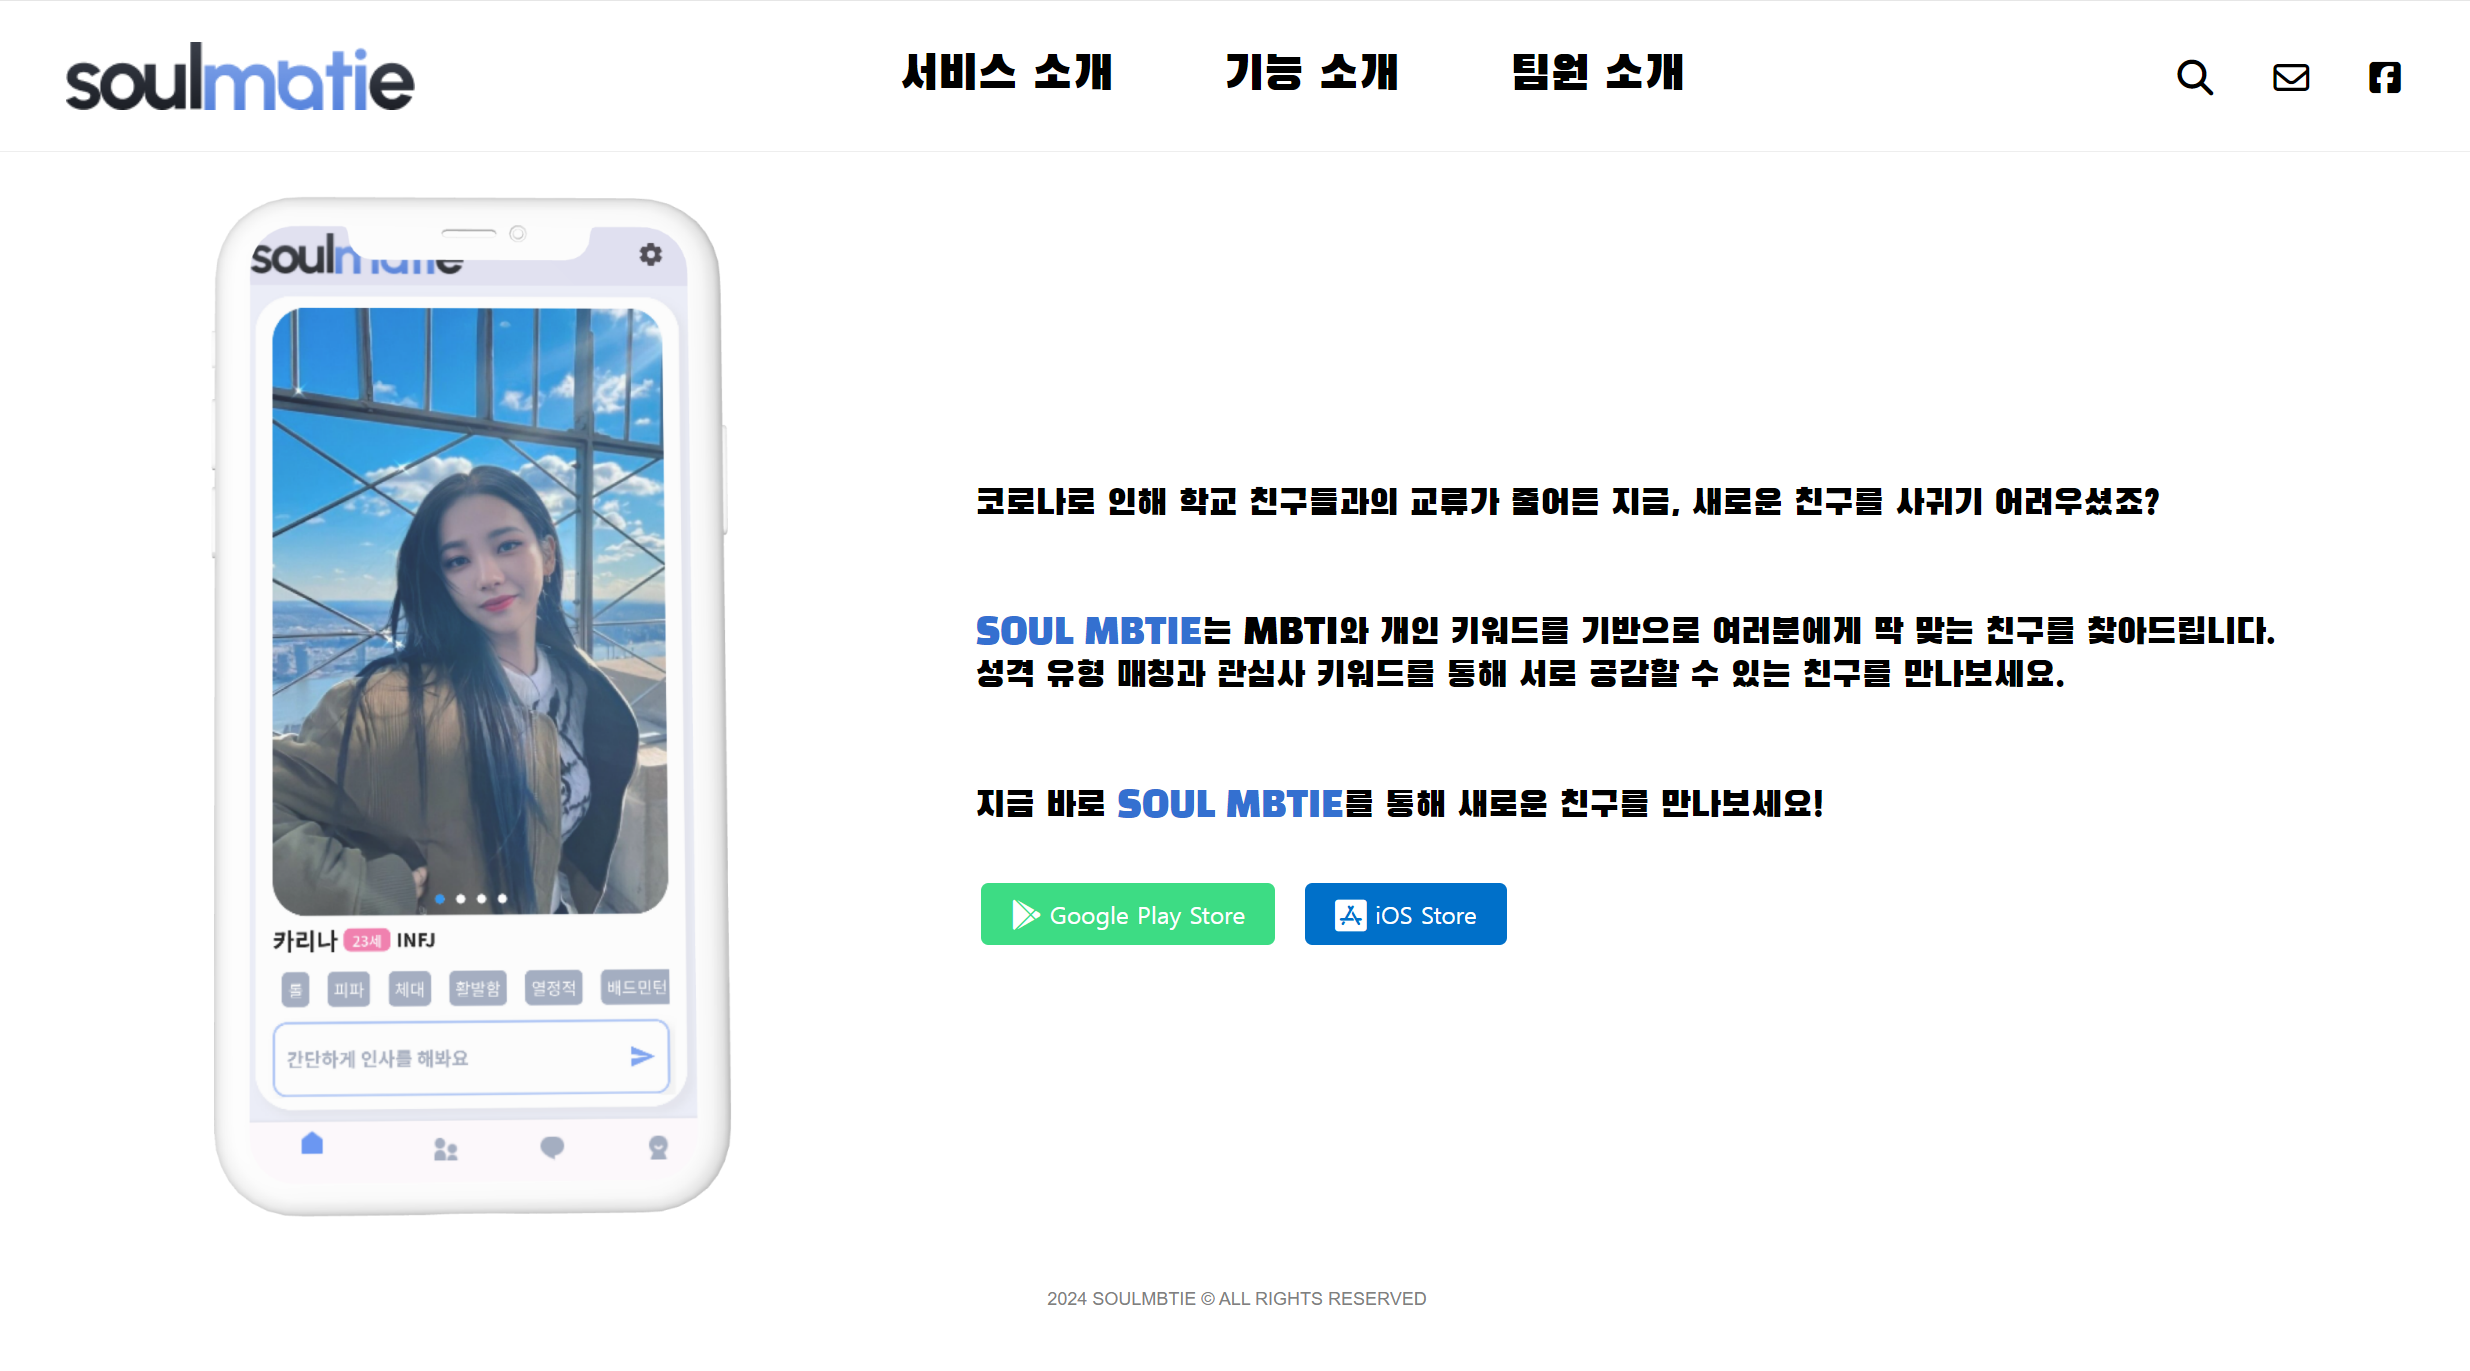 soulmbtie
서비스 소개
기능 소개
팀원 소개
카리나 23세 INFJ
톨 피파 체대 활발함 열정적 배드민턴
간단하게 인사를 해봐요
코로나로 인해 학교 친구들과의 교류가 줄어든 지금, 새로운 친구를 사귀기 어려우셨죠?
SOUL MBTIE는 MBTI와 개인 키워드를 기반으로 여러분에게 딱 맞는 친구를 찾아드립니다.
성격 유형 매칭과 관심사 키워드를 통해 서로 공감할 수 있는 친구를 만나보세요.
지금 바로 SOUL MBTIE를 통해 새로운 친구를 만나보세요!
Google Play Store
iOS Store
2024 SOULMBTIE © ALL RIGHTS RESERVED